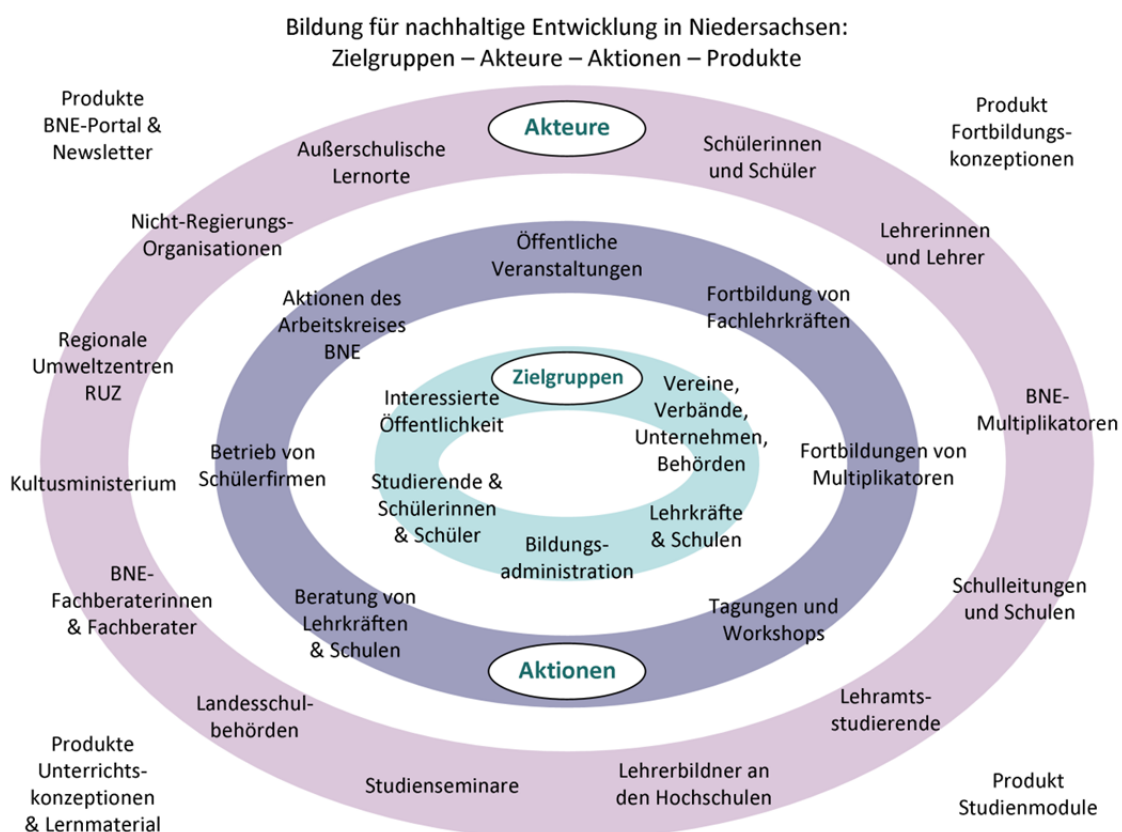 Bildung für nachhaltige Entwicklung in Niedersachsen:
Zielgruppen – Akteure – Aktionen – Produkte
Produkte
BNE-Portal &
Newsletter
Produkt
Fortbildungs-
konzeptionen
Akteure
Außerschulische
Lernorte
Schülerinnen
und Schüler
Nicht-Regierungs-
Organisationen
Lehrerinnen
und Lehrer
Öffentliche
Veranstaltungen
Aktionen des
Arbeitskreises
BNE
Fortbildung von
Fachlehrkräften
Regionale
Umweltzentren
RUZ
Zielgruppen
Interessierte
Öffentlichkeit
Vereine,
Verbände,
Unternehmen,
Behörden
BNE-
Multiplikatoren
Betrieb von
Schülerfirmen
Fortbildungen von
Multiplikatoren
Kultusministerium
Studierende &
Schülerinnen
& Schüler
Lehrkräfte
& Schulen
Bildungs-
administration
BNE-
Fachberaterinnen
& Fachberater
Beratung von
Lehrkräften
& Schulen
Tagungen und
Workshops
Schulleitungen
und Schulen
Aktionen
Landesschul-
behörden
Lehramts-
studierende
Studienseminare
Lehrerbildner an
den Hochschulen
Produkte
Unterrichts-
konzeptionen
& Lernmaterial
Produkt
Studienmodule